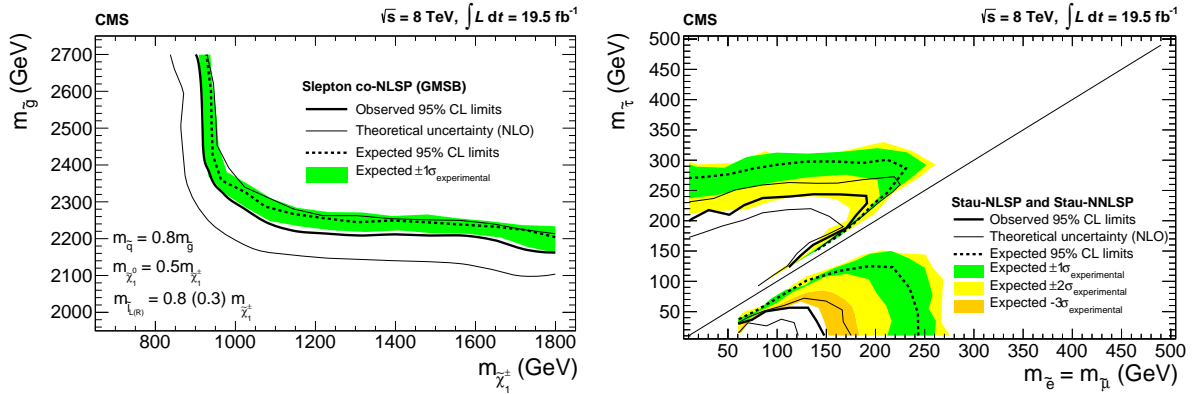 CMS
√s = 8 TeV, ∫L dt = 19.5 fb⁻¹
m_g̃ (GeV)
2700
2600
2500
2400
2300
2200
2100
2000
Slepton co-NLSP (GMSB)
Observed 95% CL limits
Theoretical uncertainty (NLO)
Expected 95% CL limits
Expected ±1σ_experimental
m_q̃ = 0.8m_g̃
m_χ̃₁⁰ = 0.5m_χ̃₁^±
m_l̃_L(R) = 0.8 (0.3) m_χ̃₁^±
800 1000 1200 1400 1600 1800
m_χ̃₁^± (GeV)
CMS
√s = 8 TeV, ∫L dt = 19.5 fb⁻¹
m_τ̃ (GeV)
500
450
400
350
300
250
200
150
100
50
Stau-NLSP and Stau-NNLSP
Observed 95% CL limits
Theoretical uncertainty (NLO)
Expected 95% CL limits
Expected ±1σ_experimental
Expected ±2σ_experimental
Expected -3σ_experimental
50 100 150 200 250 300 350 400 450 500
m_ẽ = m_μ̃ (GeV)